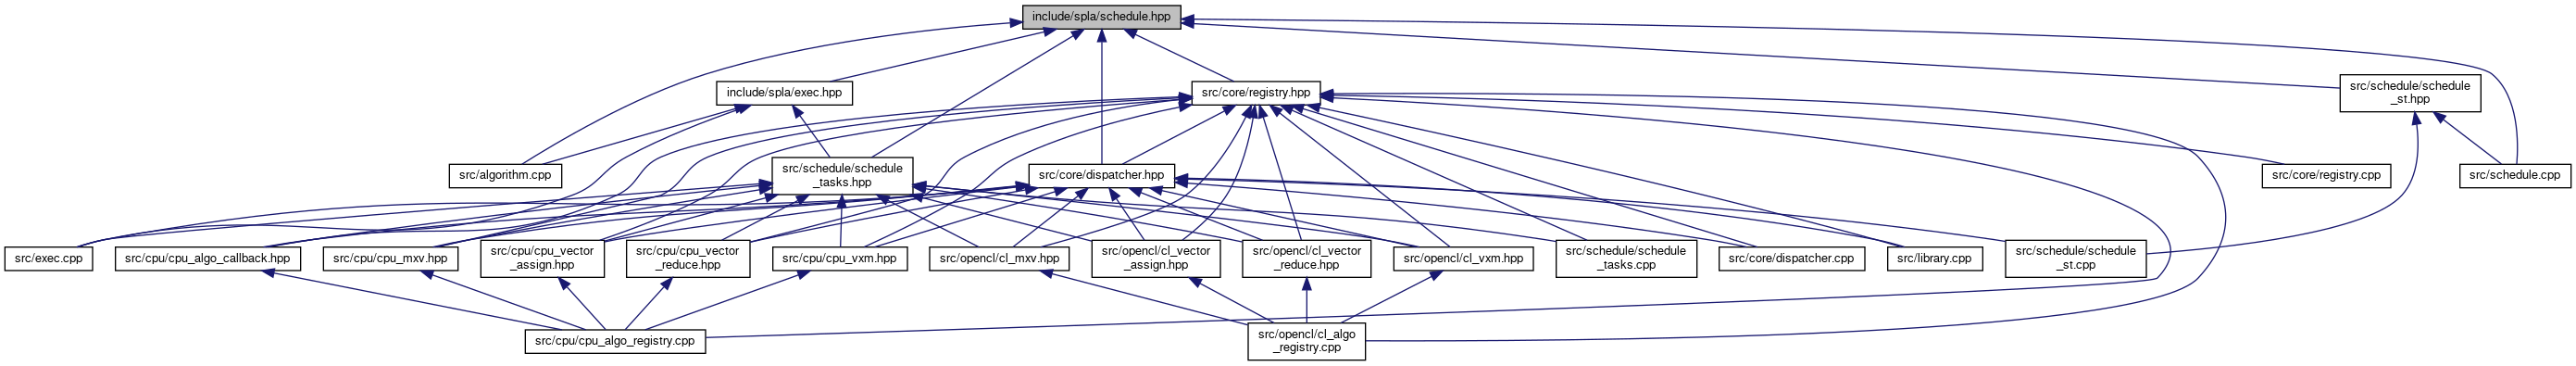 include/spla/schedule.hpp
include/spla/exec.hpp
src/core/registry.hpp
src/schedule/schedule
_st.hpp
src/algorithm.cpp
src/schedule/schedule
_tasks.hpp
src/core/dispatcher.hpp
src/core/registry.cpp
src/schedule.cpp
src/exec.cpp
src/cpu/cpu_algo_callback.hpp
src/cpu/cpu_mxv.hpp
src/cpu/cpu_vector
_assign.hpp
src/cpu/cpu_vector
_reduce.hpp
src/cpu/cpu_vxm.hpp
src/opencl/cl_mxv.hpp
src/opencl/cl_vector
_assign.hpp
src/opencl/cl_vector
_reduce.hpp
src/opencl/cl_vxm.hpp
src/schedule/schedule
_tasks.cpp
src/core/dispatcher.cpp
src/library.cpp
src/schedule/schedule
_st.cpp
src/cpu/cpu_algo_registry.cpp
src/opencl/cl_algo
_registry.cpp